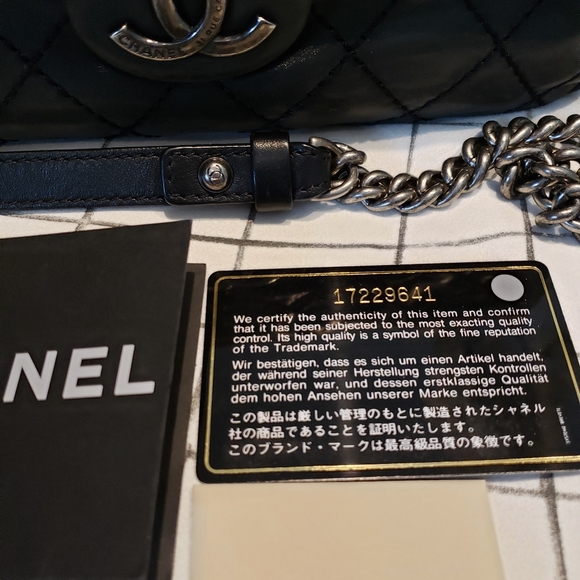 CHANEL
NEL
17229641
We certify the authenticity of this item and confirm
that it has been subjected to the most exacting quality
control. Its high quality is a symbol of the fine reputation
of the Trademark.
Wir bestätigen, dass es sich um einen Artikel handelt,
der während seiner Herstellung strengsten Kontrollen
unterworfen war, und dessen erstklassige Qualität
dem hohen Ansehen unserer Marke entspricht.
この製品は厳しい管理のもとに製造されたシャネル
社の商品であることを証明いたします。
このブランド・マークは最高級品質の象徴です。